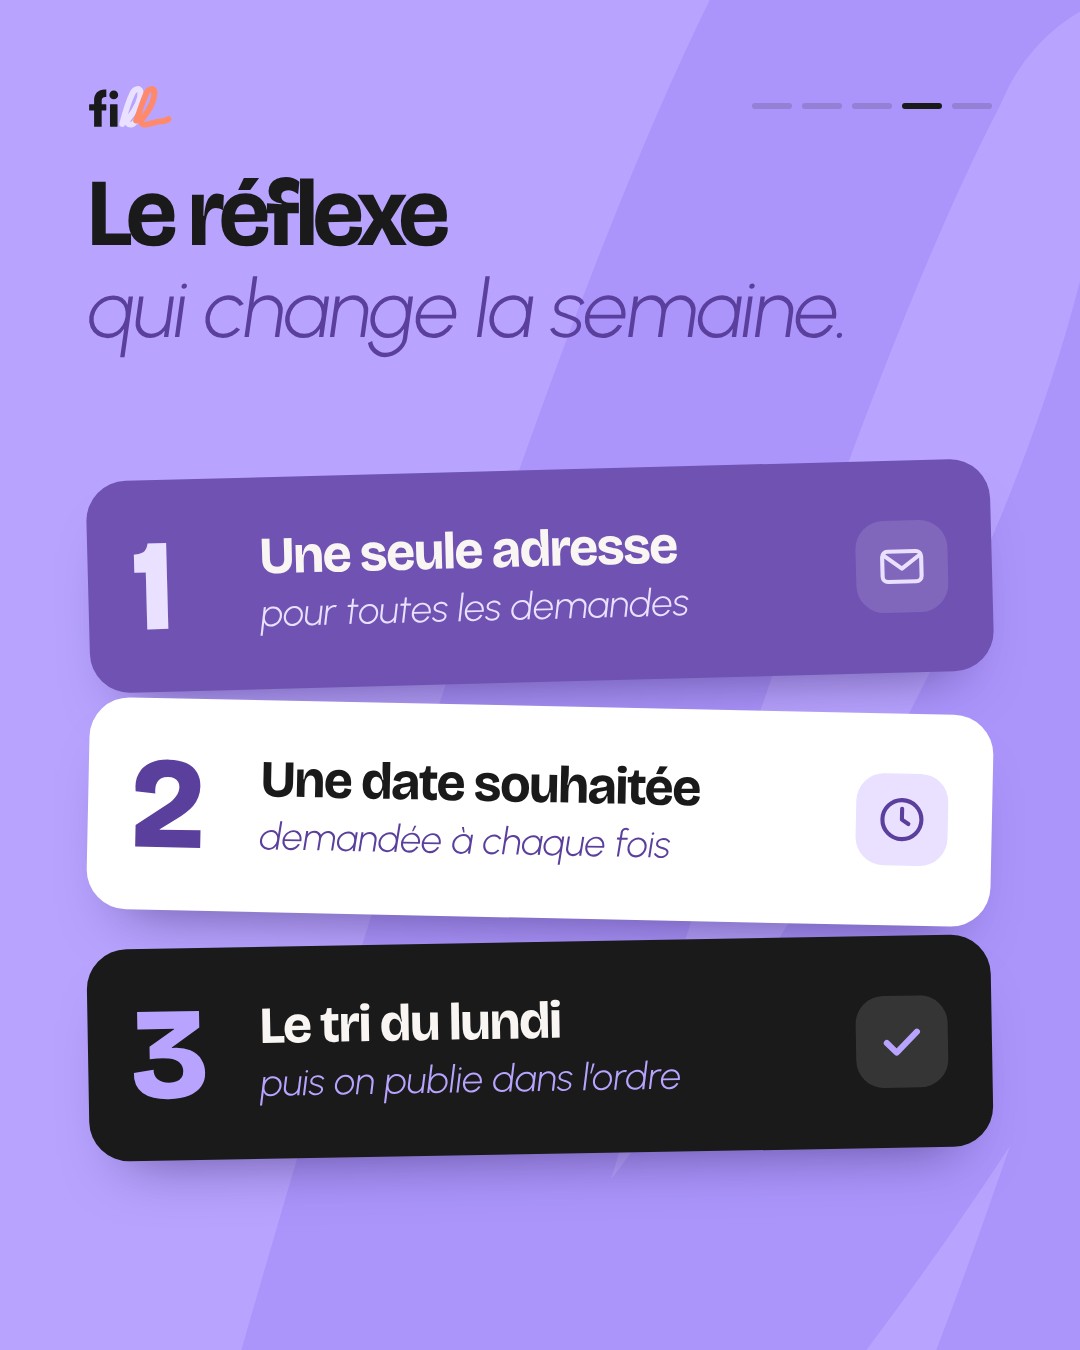 fill
Le réflexe
qui change la semaine.
1
Une seule adresse
pour toutes les demandes
2
Une date souhaitée
demandée à chaque fois
3
Le tri du lundi
puis on publie dans l'ordre